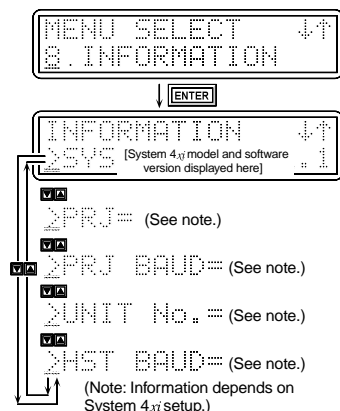 MENU SELECT ↓↑
8.INFORMATION
ENTER
INFORMATION ↓↑
≥SYS [System 4xi model and software version displayed here] .1
≥PRJ= (See note.)
≥PRJ BAUD= (See note.)
≥UNIT No.= (See note.)
≥HST BAUD= (See note.)
(Note: Information depends on
System 4xi setup.)